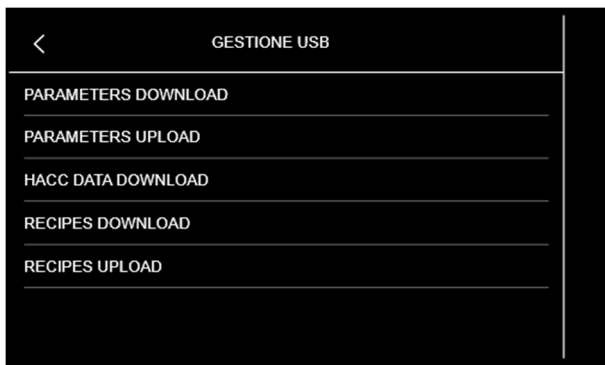 GESTIONE USB
PARAMETERS DOWNLOAD
PARAMETERS UPLOAD
HACC DATA DOWNLOAD
RECIPES DOWNLOAD
RECIPES UPLOAD